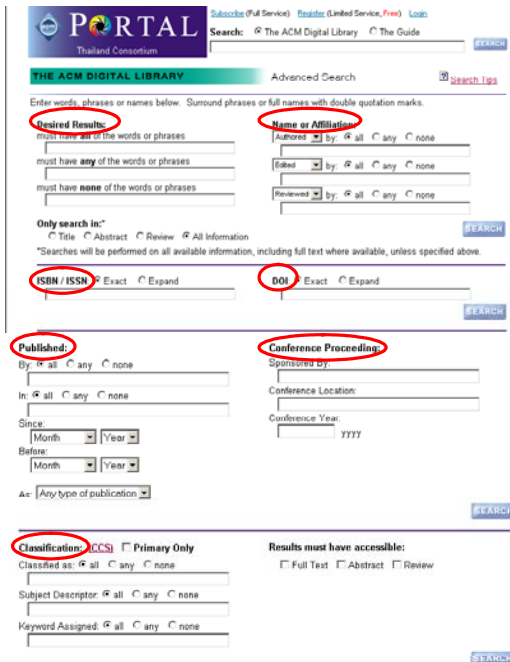 Subscribe (Full Service) Register (Limited Service, Free) Login
PORTAL
Thailand Consortium
Search: The ACM Digital Library The Guide
SEARCH
THE ACM DIGITAL LIBRARY Advanced Search Search Tips
Enter words, phrases or names below. Surround phrases or full names with double quotation marks.
Desired Results: Name or Affiliation:
must have all of the words or phrases Authored by: all any none
must have any of the words or phrases Edited by: all any none
must have none of the words or phrases Reviewed by: all any none
Only search in:*
SEARCH
Title Abstract Review All Information
*Searches will be performed on all available information, including full text where available, unless specified above.
ISBN / ISSN: Exact Expand DOI: Exact Expand
SEARCH
Published: Conference Proceeding:
By: all any none Sponsored By:
In: all any none Conference Location:
Since: Conference Year:
Month Year yyyy
Before:
Month Year
As: Any type of publication
SEARCH
Classification: (CCS) Primary Only Results must have accessible:
Classified as: all any none Full Text Abstract Review
Subject Descriptor: all any none
Keyword Assigned: all any none
SEARCH